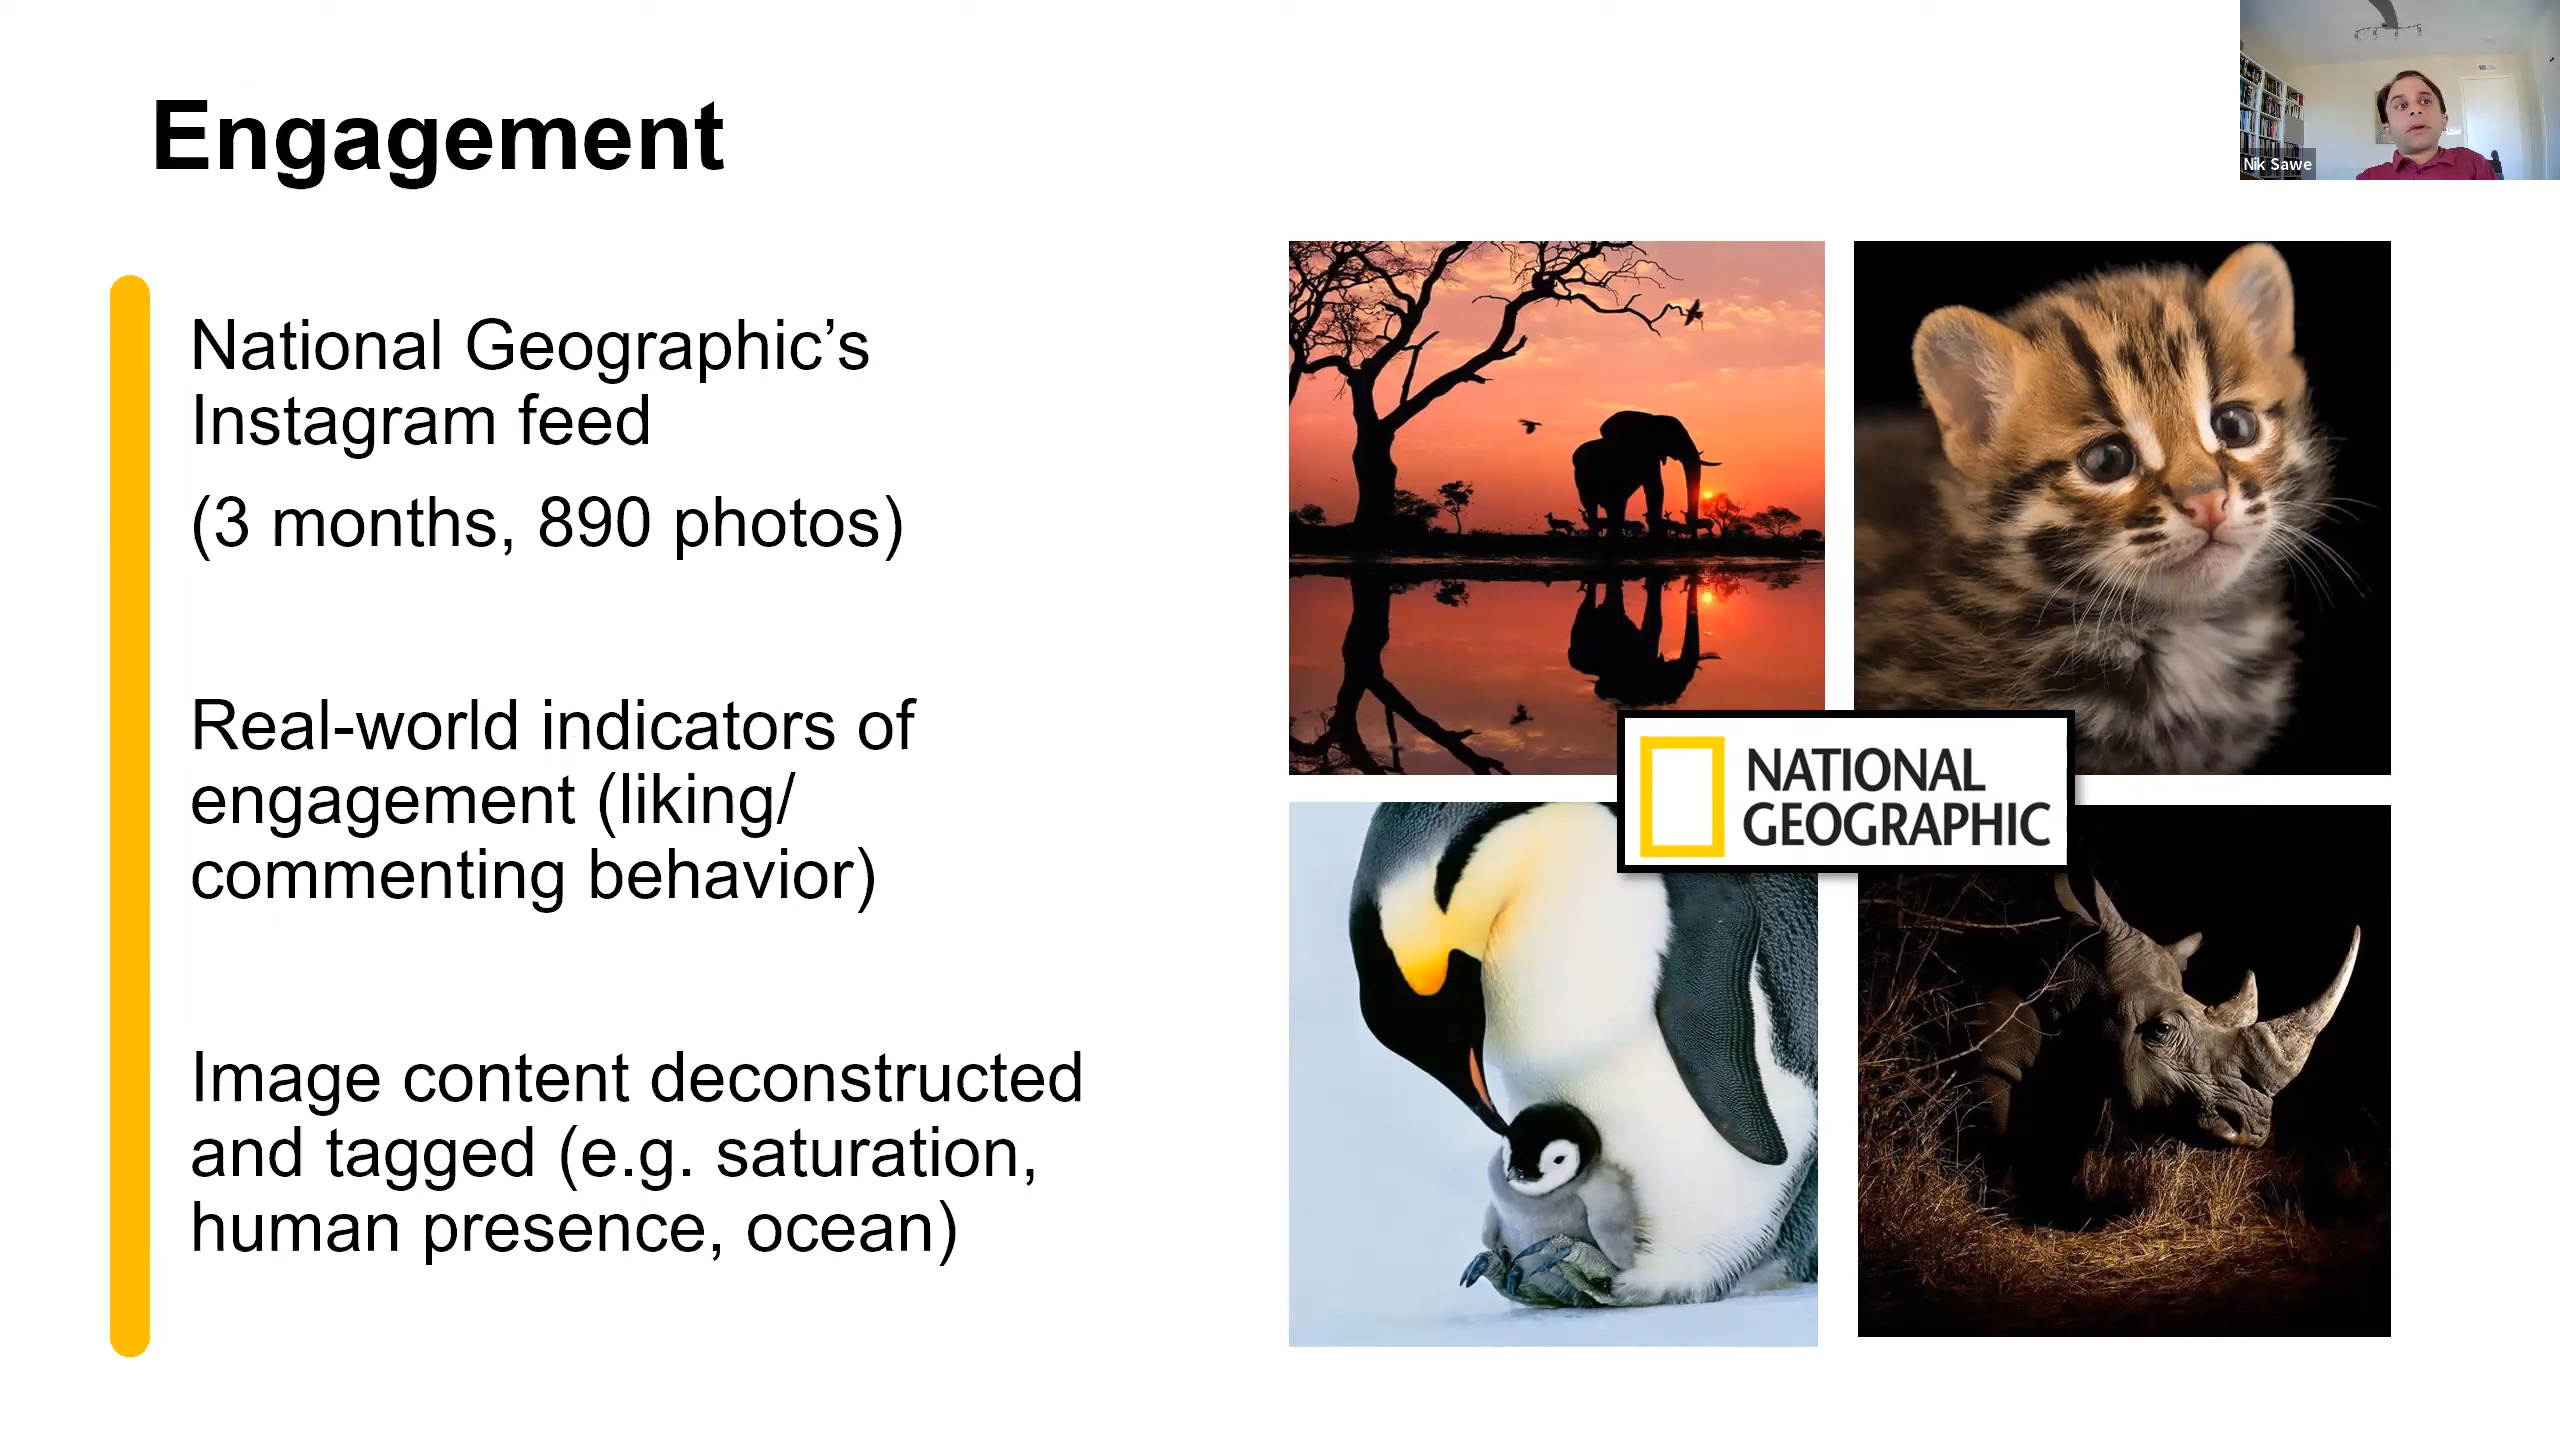 Engagement
Nik Sawe
National Geographic’s
Instagram feed
(3 months, 890 photos)
Real-world indicators of
engagement (liking/
commenting behavior)
Image content deconstructed
and tagged (e.g. saturation,
human presence, ocean)
NATIONAL
GEOGRAPHIC